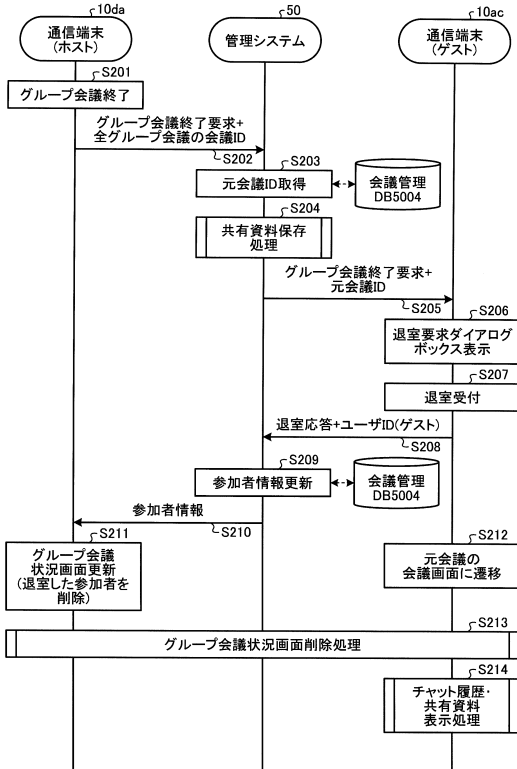 10da
50
10ac
通信端末
(ホスト)
管理システム
通信端末
(ゲスト)
S201
グループ会議終了
グループ会議終了要求+
全グループ会議の会議ID
S202
S203
元会議ID取得
会議管理
DB5004
S204
共有資料保存
処理
グループ会議終了要求+
元会議ID
S205
S206
退室要求ダイアログ
ボックス表示
S207
退室受付
退室応答+ユーザID(ゲスト)
S208
S209
参加者情報更新
会議管理
DB5004
参加者情報
S210
S211
グループ会議
状況画面更新
(退室した参加者を
削除)
S212
元会議の
会議画面に遷移
S213
グループ会議状況画面削除処理
S214
チャット履歴・
共有資料
表示処理